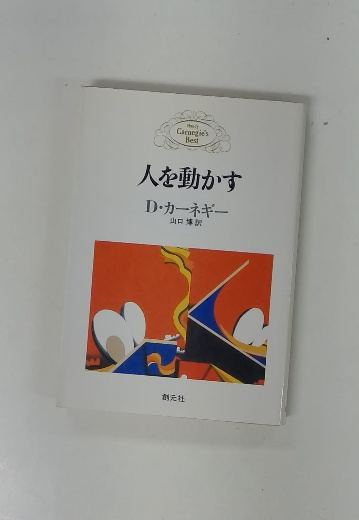 Handy
Carnegie's
Best
人を動かす
D・カーネギー
山口 博 訳
創元社